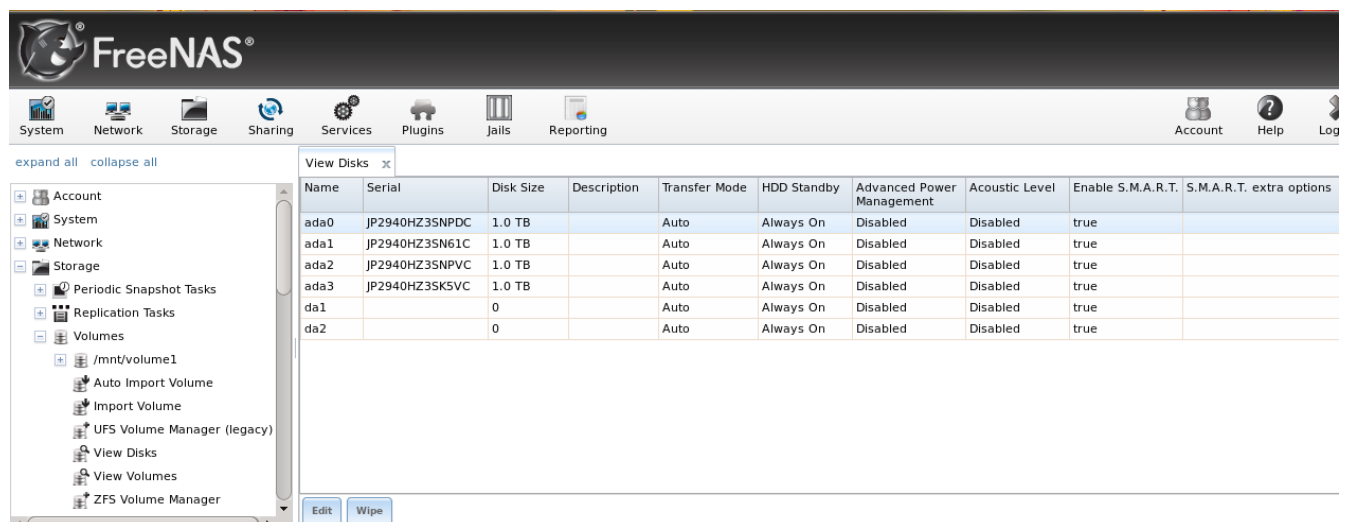 FreeNAS®
System Network Storage Sharing Services Plugins Jails Reporting Account Help Log
expand all collapse all
Account
System
Network
Storage
Periodic Snapshot Tasks
Replication Tasks
Volumes
/mnt/volume1
Auto Import Volume
Import Volume
UFS Volume Manager (legacy)
View Disks
View Volumes
ZFS Volume Manager
View Disks x
Name Serial Disk Size Description Transfer Mode HDD Standby Advanced Power Management Acoustic Level Enable S.M.A.R.T. S.M.A.R.T. extra options
ada0 JP2940HZ3SNPDC 1.0 TB Auto Always On Disabled Disabled true
ada1 JP2940HZ3SN61C 1.0 TB Auto Always On Disabled Disabled true
ada2 JP2940HZ3SNPVC 1.0 TB Auto Always On Disabled Disabled true
ada3 JP2940HZ3SK5VC 1.0 TB Auto Always On Disabled Disabled true
da1 0 Auto Always On Disabled Disabled true
da2 0 Auto Always On Disabled Disabled true
Edit Wipe